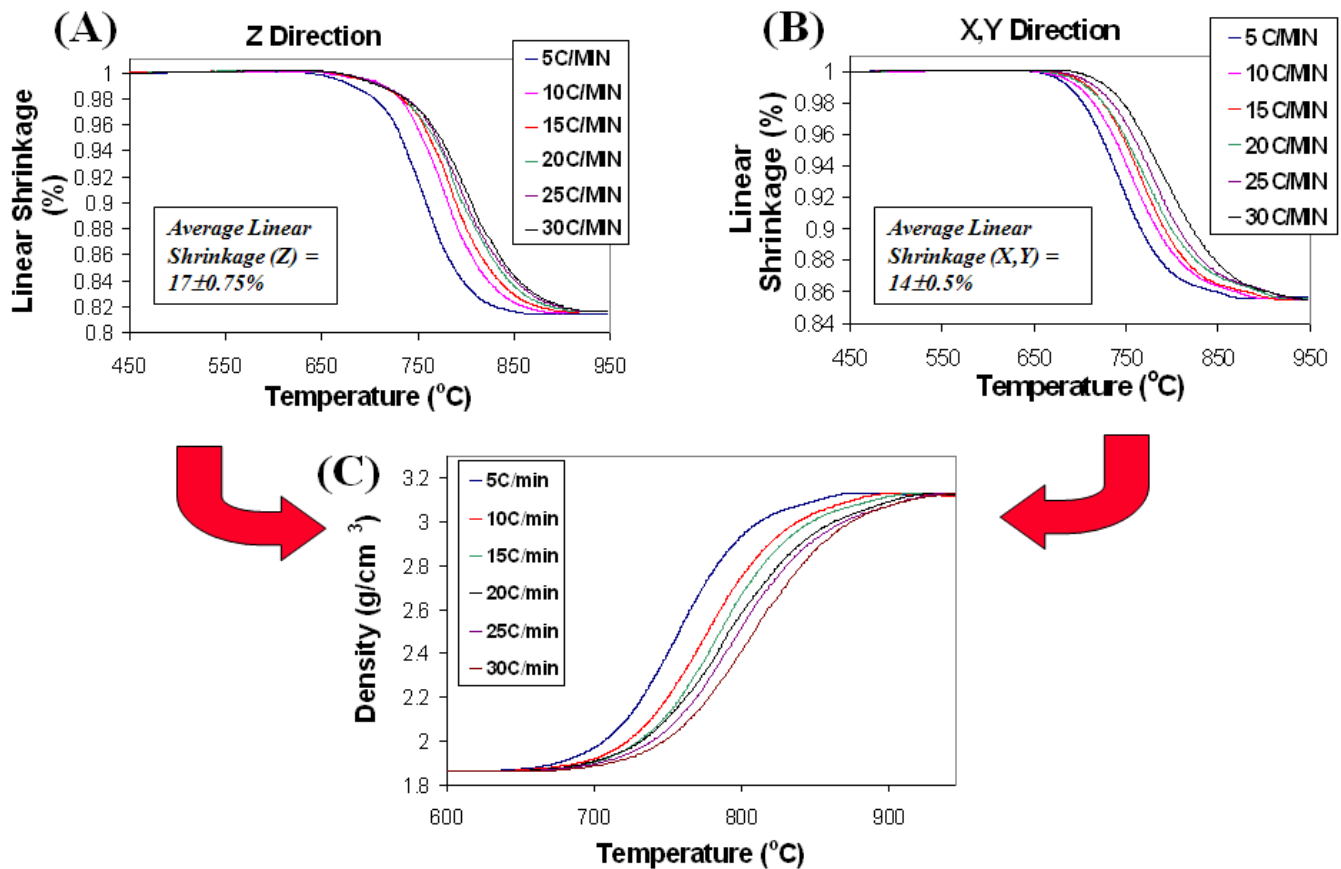 (A)
Z Direction
Linear Shrinkage
(%)
1
0.98
0.96
0.94
0.92
0.9
0.88
0.86
0.84
0.82
0.8
450
550
650
750
850
950
Temperature (°C)
5C/MIN
10C/MIN
15C/MIN
20C/MIN
25C/MIN
30C/MIN
Average Linear
Shrinkage (Z) =
17±0.75%
(B)
X,Y Direction
Linear
Shrinkage (%)
1
0.98
0.96
0.94
0.92
0.9
0.88
0.86
0.84
450
550
650
750
850
950
Temperature (°C)
5 C/MIN
10 C/MIN
15 C/MIN
20 C/MIN
25 C/MIN
30 C/MIN
Average Linear
Shrinkage (X,Y) =
14±0.5%
(C)
Density (g/cm 3)
3.2
3
2.8
2.6
2.4
2.2
2
1.8
600
700
800
900
Temperature (°C)
5C/min
10C/min
15C/min
20C/min
25C/min
30C/min